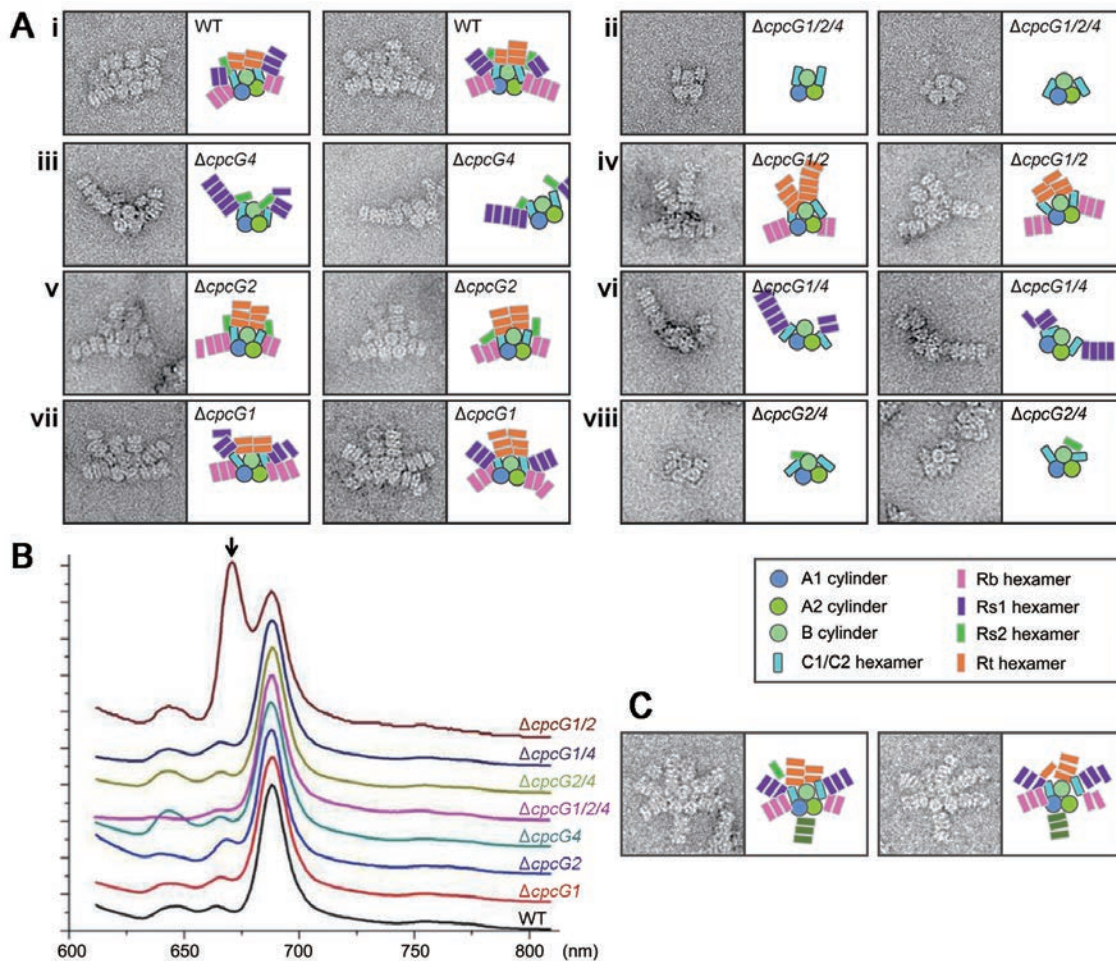 A
i
WT
WT
ii
ΔcpcG1/2/4
ΔcpcG1/2/4
iii
ΔcpcG4
ΔcpcG4
iv
ΔcpcG1/2
ΔcpcG1/2
v
ΔcpcG2
ΔcpcG2
vi
ΔcpcG1/4
ΔcpcG1/4
vii
ΔcpcG1
ΔcpcG1
viii
ΔcpcG2/4
ΔcpcG2/4
B
ΔcpcG1/2
ΔcpcG1/4
ΔcpcG2/4
ΔcpcG1/2/4
ΔcpcG4
ΔcpcG2
ΔcpcG1
WT
600
650
700
750
800
(nm)
A1 cylinder
A2 cylinder
B cylinder
C1/C2 hexamer
Rb hexamer
Rs1 hexamer
Rs2 hexamer
Rt hexamer
C